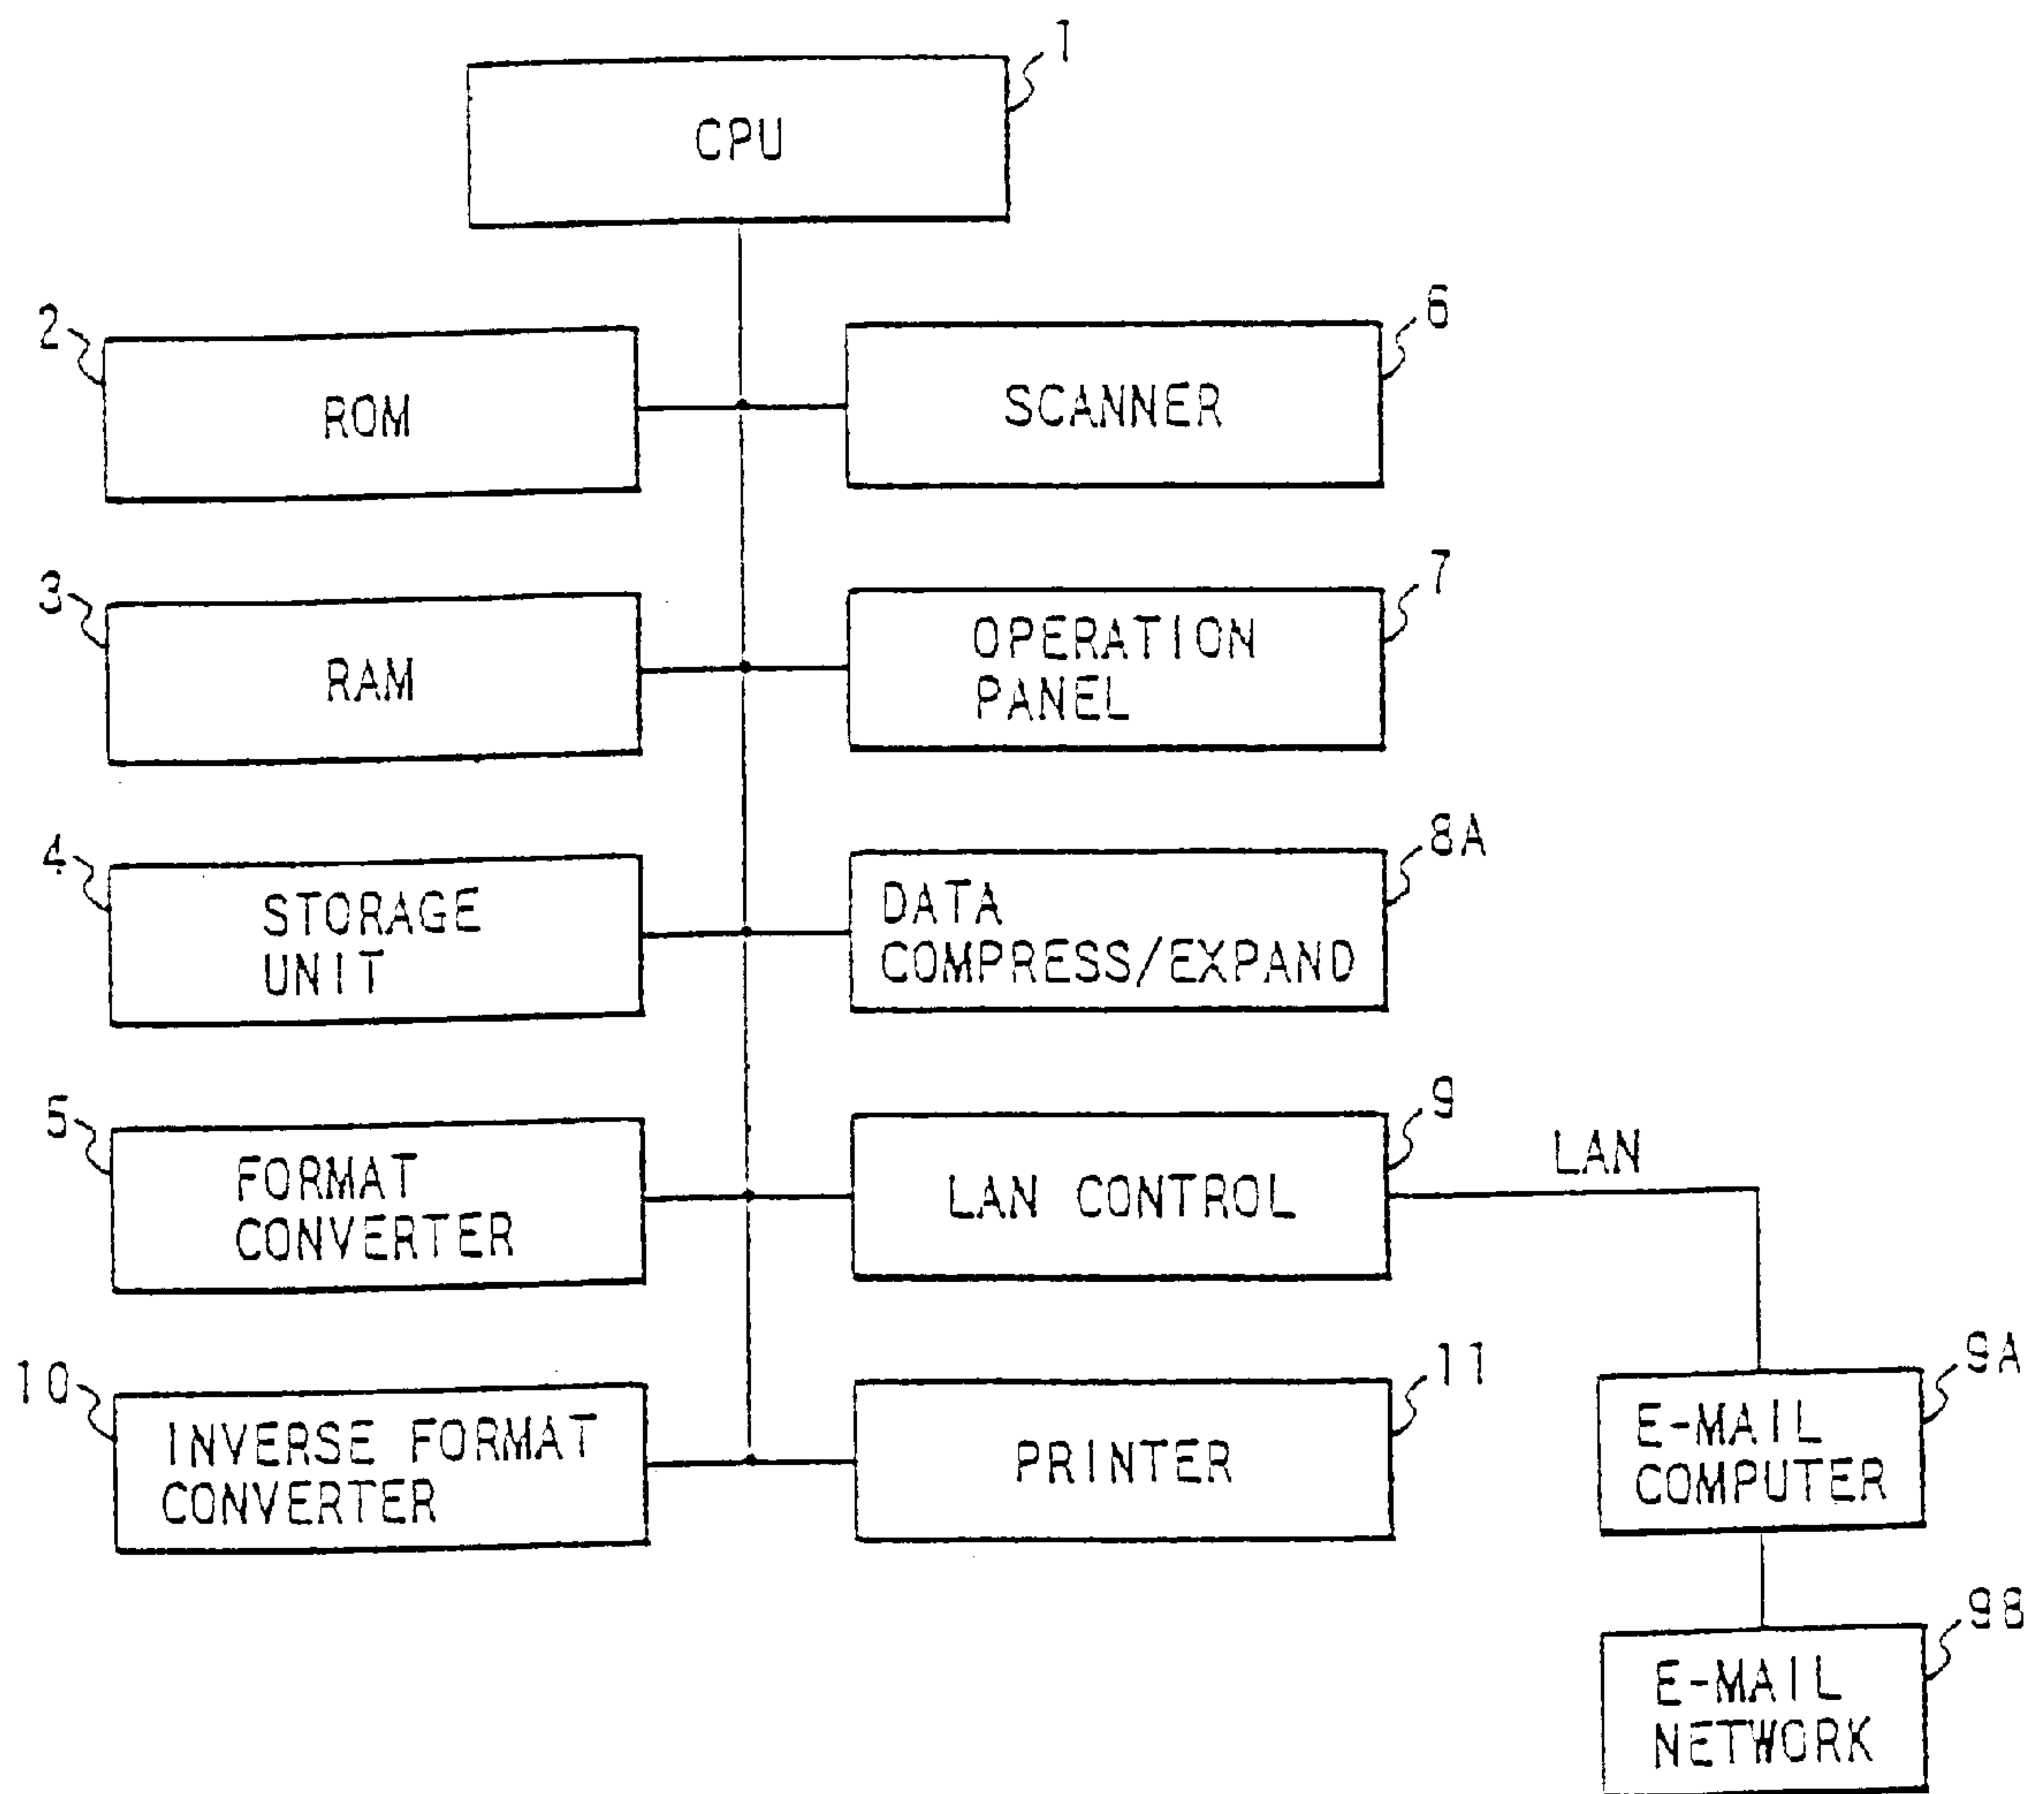 1
CPU
2
ROM
6
SCANNER
3
RAM
7
OPERATION
PANEL
4
STORAGE
UNIT
8A
DATA
COMPRESS/EXPAND
5
FORMAT
CONVERTER
9
LAN CONTROL
LAN
10
INVERSE FORMAT
CONVERTER
11
PRINTER
9A
E-MAIL
COMPUTER
9B
E-MAIL
NETWORK